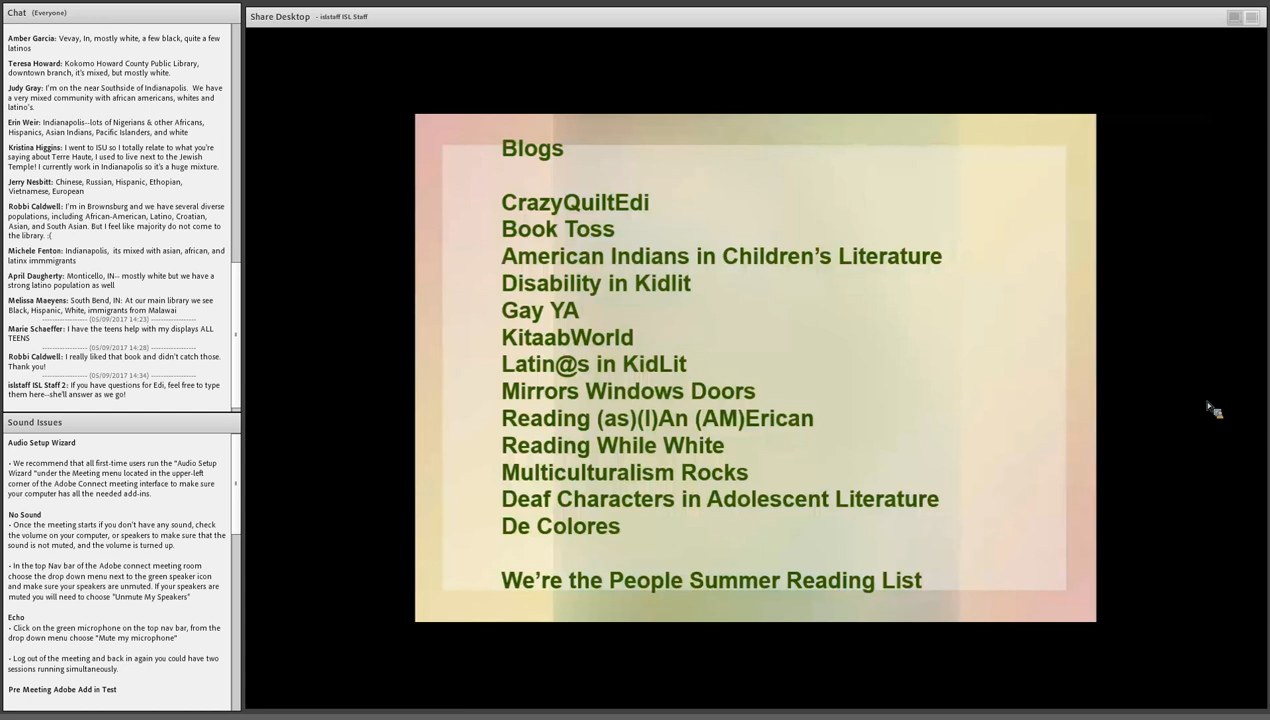 Chat (Everyone)
Amber Garcia: Vevay, In, mostly white, a few black, quite a few
latinos
Teresa Howard: Kokomo Howard County Public Library,
downtown branch, it's mixed, but mostly white.
Judy Gray: I'm on the near Southside of Indianapolis. We have
a very mixed community with african americans, whites and
latino's.
Erin Weir: Indianapolis--lots of Nigerians & other Africans,
Hispanics, Asian Indians, Pacific Islanders, and white
Kristina Higgins: I went to ISU so I totally relate to what you're
saying about Terre Haute, I used to live next to the Jewish
Temple! I currently work in Indianapolis so it's a huge mixture.
Jerry Nesbitt: Chinese, Russian, Hispanic, Ethopian,
Vietnamese, European
Robbi Caldwell: I'm in Brownsburg and we have several diverse
populations, including African-American, Latino, Croatian,
Asian, and South Asian. But I feel like majority do not come to
the library. :(
Michele Fenton: Indianapolis, its mixed with asian, african, and
latinx immmigrants
April Daugherty: Monticello, IN-- mostly white but we have a
strong latino population as well
Melissa Maeyens: South Bend, IN: At our main library we see
Black, Hispanic, White, immigrants from Malawai
------------------ (05/09/2017 14:23) ------------------
Marie Schaeffer: I have the teens help with my displays ALL
TEENS
------------------ (05/09/2017 14:28) ------------------
Robbi Caldwell: I really liked that book and didn't catch those.
Thank you!
------------------ (05/09/2017 14:34) ------------------
islstaff ISL Staff 2: If you have questions for Edi, feel free to type
them here--she'll answer as we go!
Sound Issues
Audio Setup Wizard
• We recommend that all first-time users run the "Audio Setup
Wizard "under the Meeting menu located in the upper-left
corner of the Adobe Connect meeting interface to make sure
your computer has all the needed add-ins.
No Sound
• Once the meeting starts if you don't have any sound, check
the volume on your computer, or speakers to make sure that the
sound is not muted, and the volume is turned up.
• In the top Nav bar of the Adobe connect meeting room
choose the drop down menu next to the green speaker icon
and make sure your speakers are unmuted. If your speakers are
muted you will need to choose "Unmute My Speakers"
Echo
• Click on the green microphone on the top nav bar, from the
drop down menu choose "Mute my microphone"
• Log out of the meeting and back in again you could have two
sessions running simultaneously.
Pre Meeting Adobe Add in Test
Share Desktop - islstaff ISL Staff
Blogs
CrazyQuiltEdi
Book Toss
American Indians in Children's Literature
Disability in Kidlit
Gay YA
KitaabWorld
Latin@s in KidLit
Mirrors Windows Doors
Reading (as)(I)An (AM)Erican
Reading While White
Multiculturalism Rocks
Deaf Characters in Adolescent Literature
De Colores
We're the People Summer Reading List